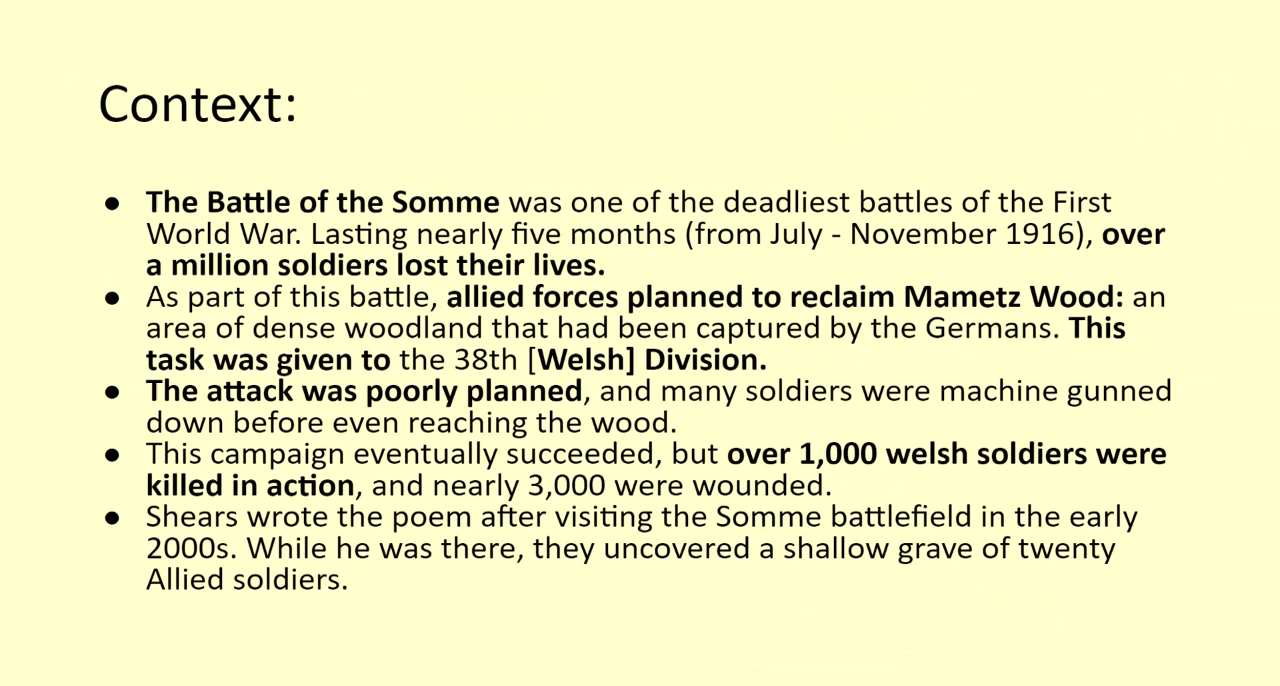 Context:
● The Battle of the Somme was one of the deadliest battles of the First
World War. Lasting nearly five months (from July - November 1916), over
a million soldiers lost their lives.
● As part of this battle, allied forces planned to reclaim Mametz Wood: an
area of dense woodland that had been captured by the Germans. This
task was given to the 38th [Welsh] Division.
● The attack was poorly planned, and many soldiers were machine gunned
down before even reaching the wood.
● This campaign eventually succeeded, but over 1,000 welsh soldiers were
killed in action, and nearly 3,000 were wounded.
● Shears wrote the poem after visiting the Somme battlefield in the early
2000s. While he was there, they uncovered a shallow grave of twenty
Allied soldiers.